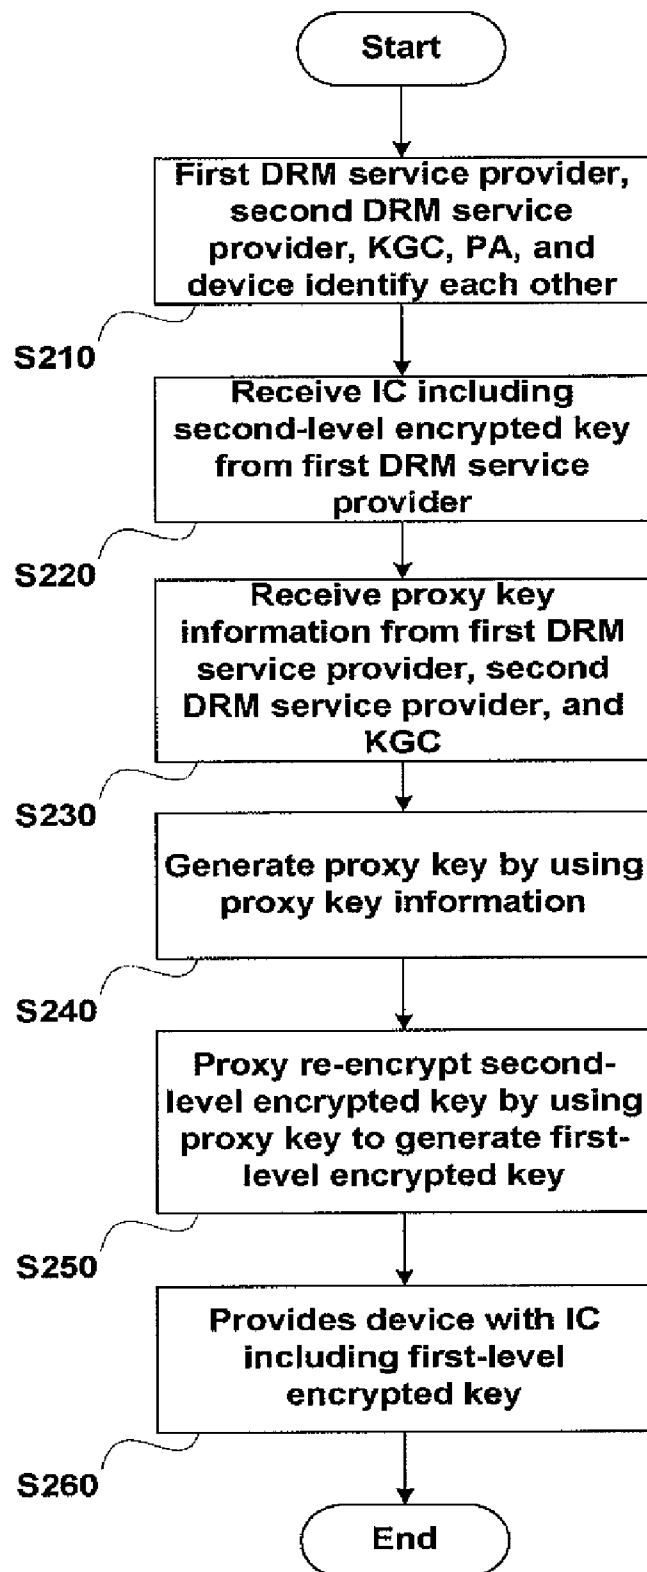 Start
First DRM service provider,
second DRM service
provider, KGC, PA, and
device identify each other
S210
Receive IC including
second-level encrypted key
from first DRM service
provider
S220
Receive proxy key
information from first DRM
service provider, second
DRM service provider, and
KGC
S230
Generate proxy key by using
proxy key information
S240
Proxy re-encrypt second-
level encrypted key by using
proxy key to generate first-
level encrypted key
S250
Provides device with IC
including first-level
encrypted key
S260
End